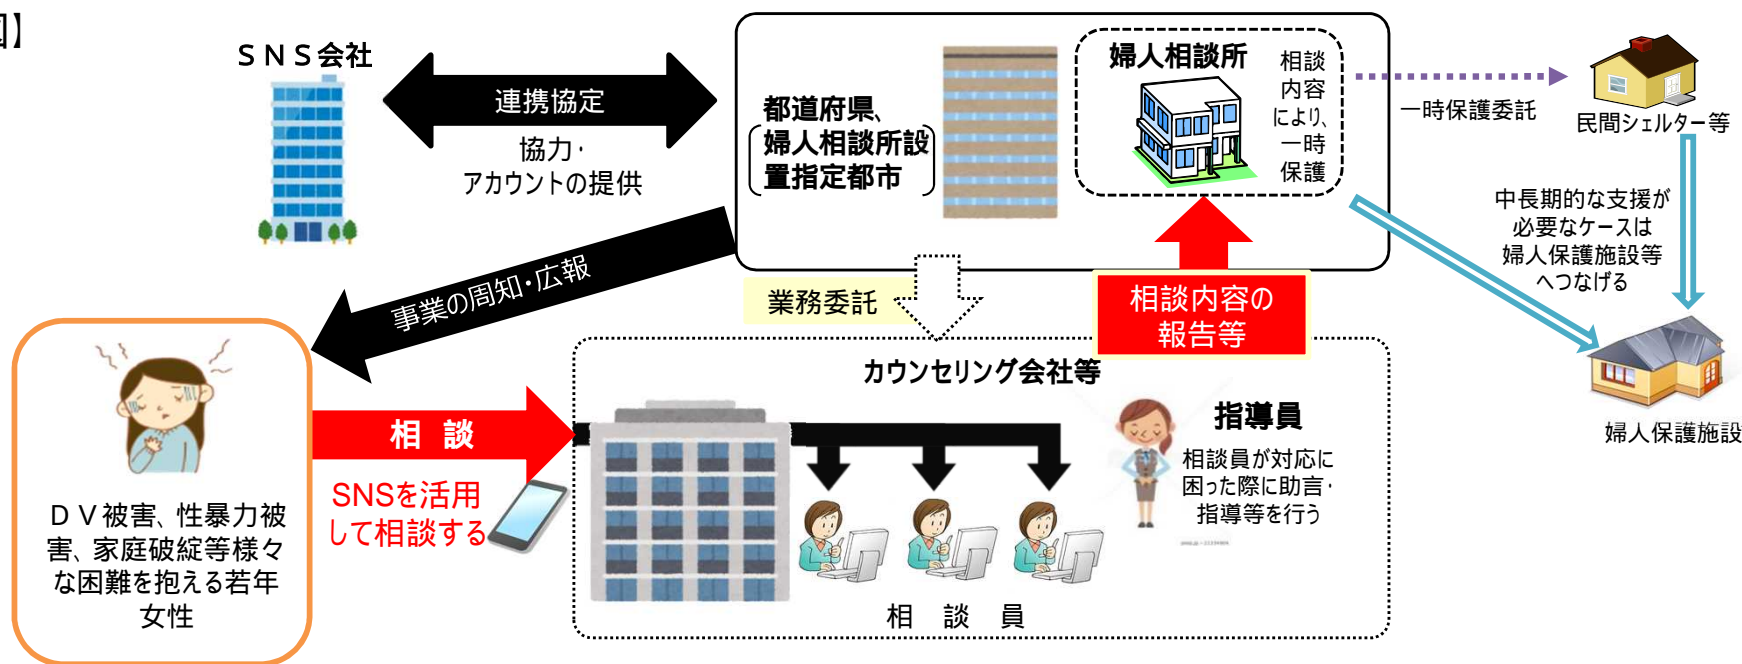 】
ＳＮＳ会社
連携協定
協力・
アカウントの提供
都道府県、
婦人相談所設
置指定都市
婦人相談所
相談
内容
により、
一時
保護
一時保護委託
民間シェルター等
中長期的な支援が
必要なケースは
婦人保護施設等
へつなげる
婦人保護施設
事業の周知・広報
業務委託
相談内容の
報告等
ＤＶ被害、性暴力被
害、家庭破綻等様々
な困難を抱える若年
女性
相 談
SNSを活用
して相談する
カウンセリング会社等
指導員
相談員が対応に
困った際に助言・
指導等を行う
相 談 員